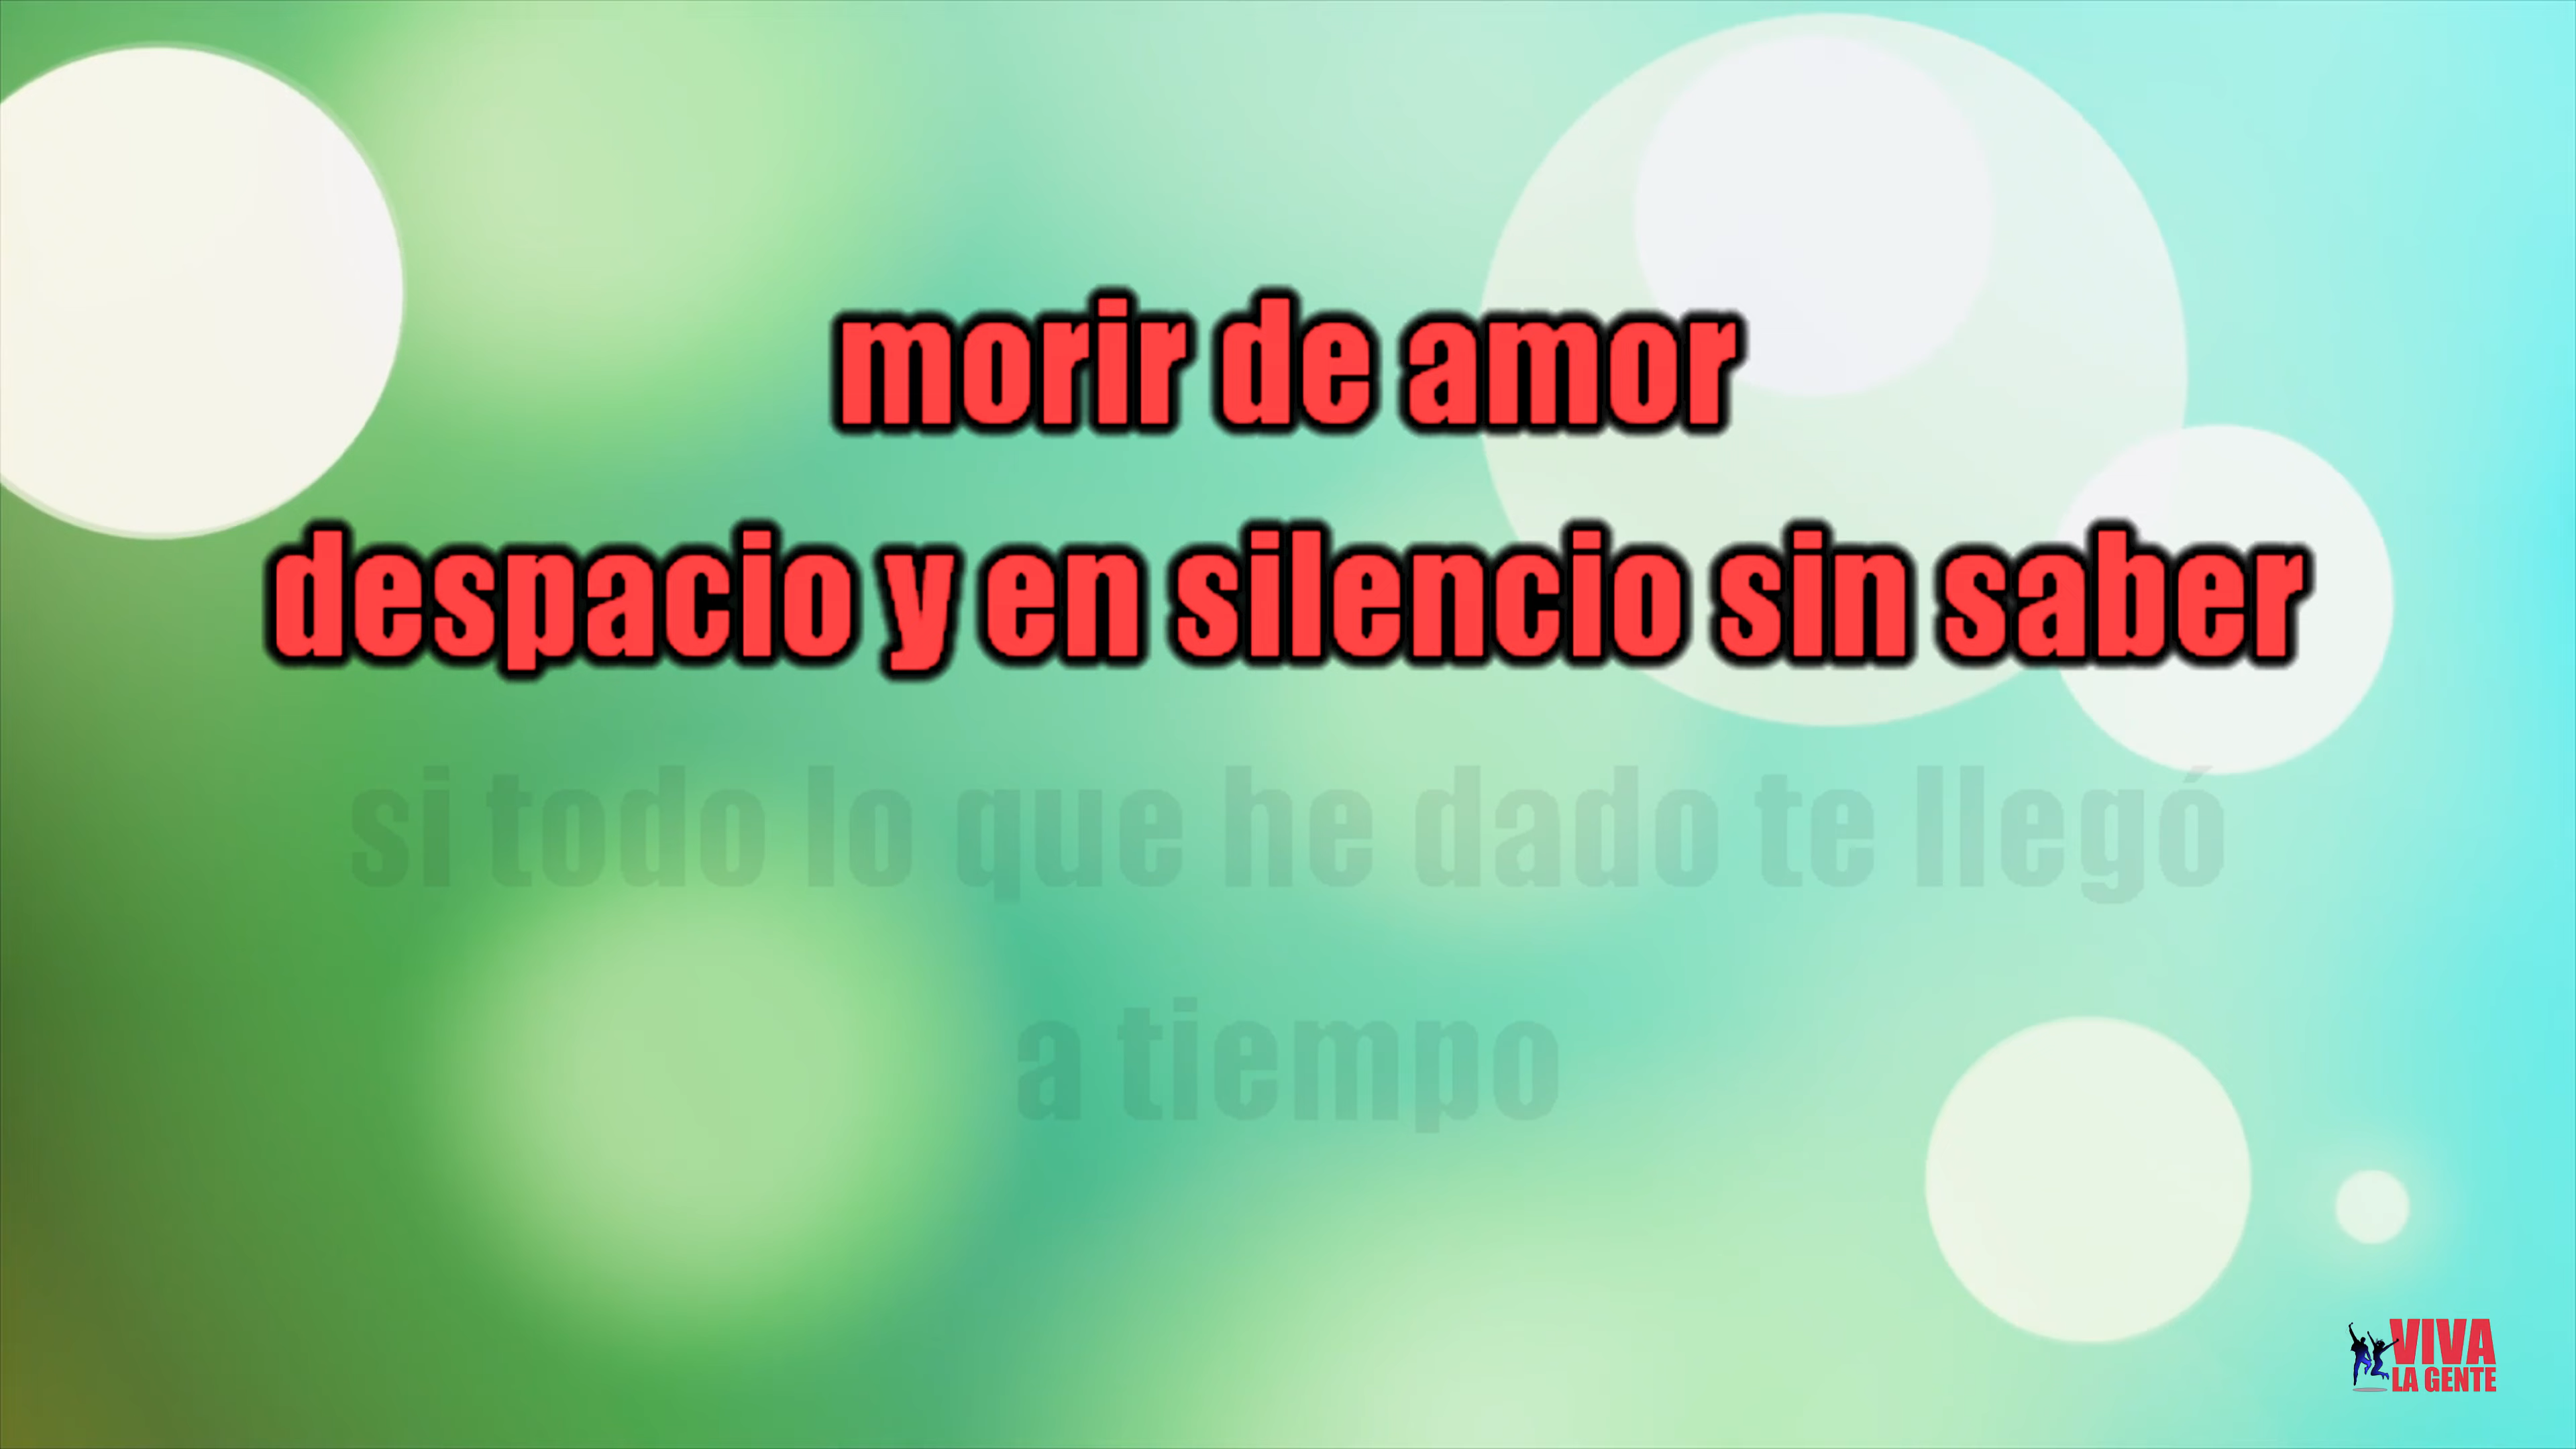 morir de amor
despacio y en silencio sin saber
si todo lo que he dado te llegó
a tiempo
VIVA
LA GENTE